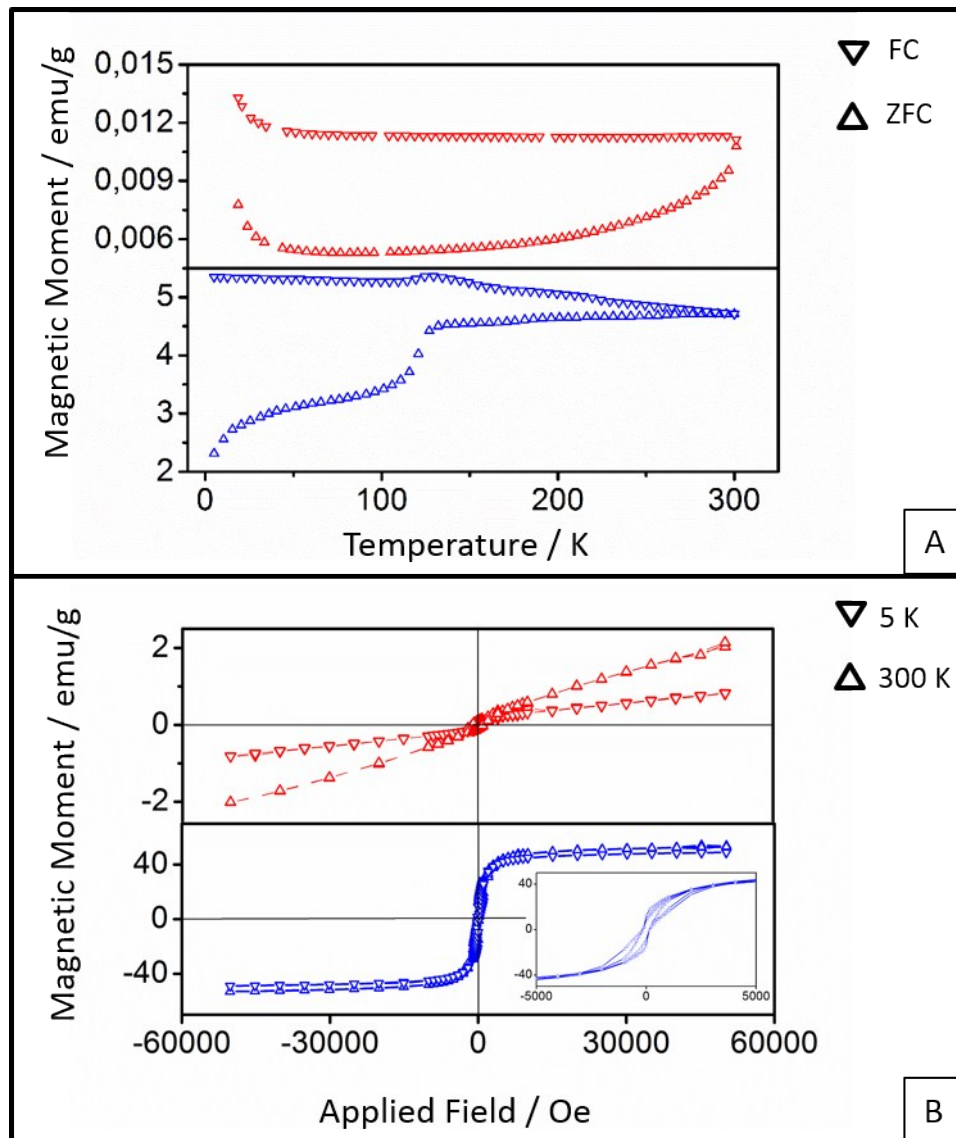 0,015
0,012
0,009
0,006
5
4
3
2
0
100
200
300
Magnetic Moment / emu/g
Temperature / K
FC
ZFC
A
2
0
-2
40
0
-40
-60000
-30000
0
30000
60000
40
0
-40
-5000
0
5000
Magnetic Moment / emu/g
Applied Field / Oe
5 K
300 K
B